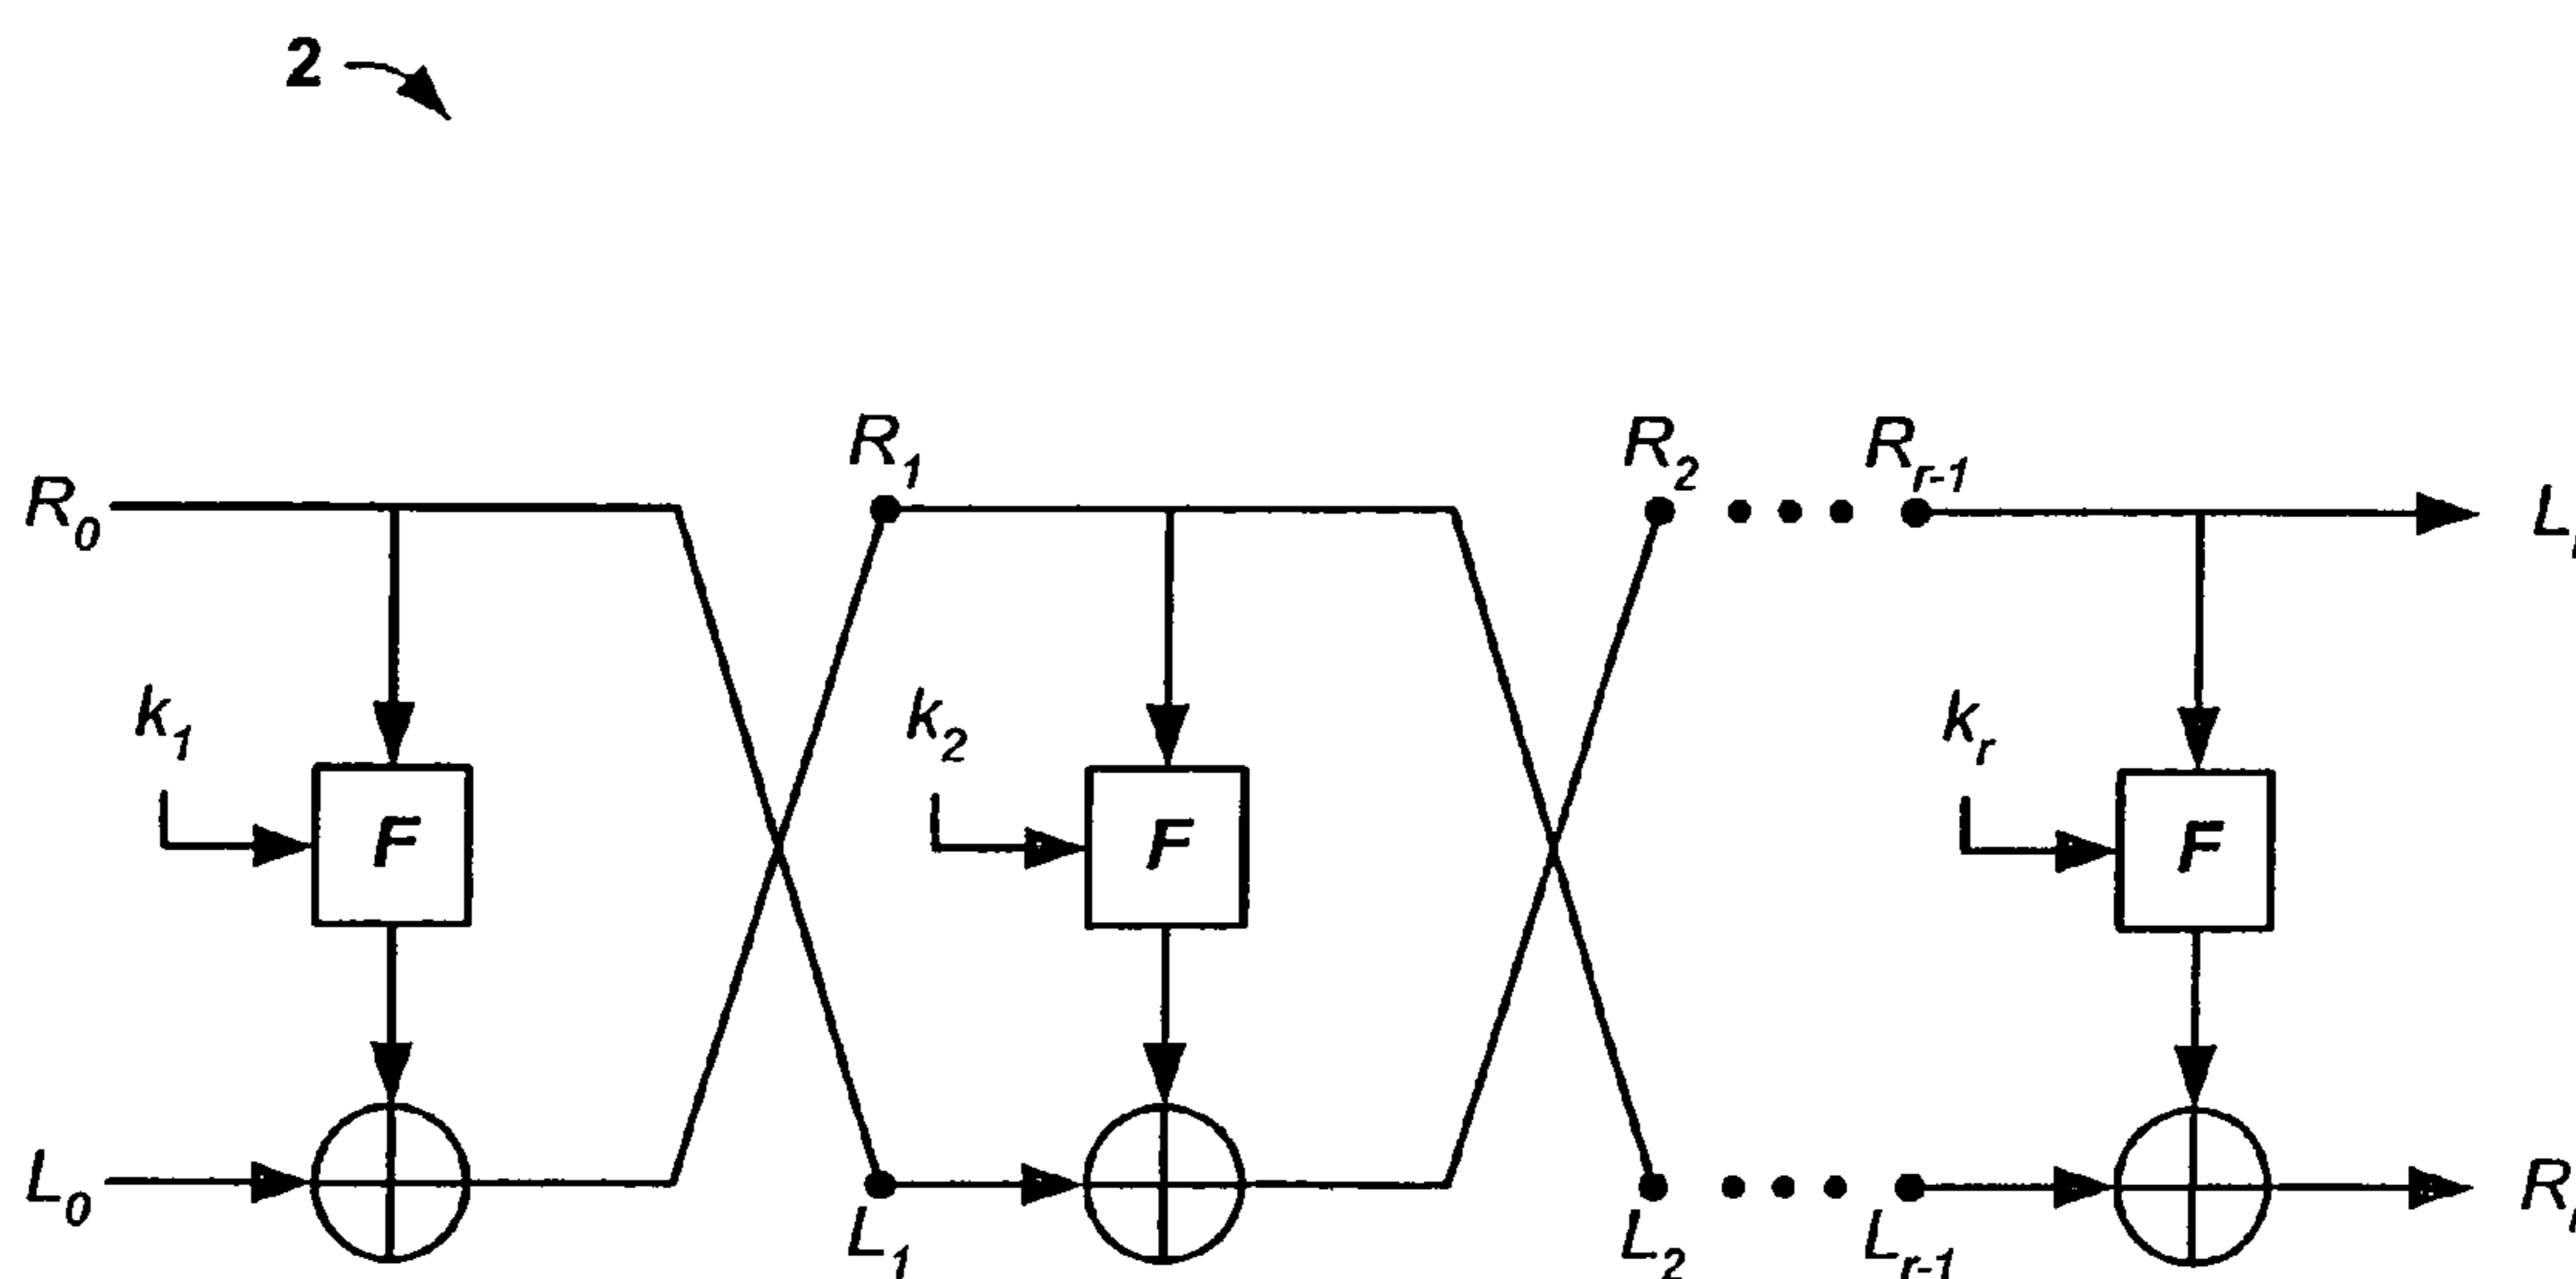 2
R₁ R₂ Rᵣ₋₁
R₀ L
k₁ k₂ kᵣ
F F F
L₀ R
L₁ L₂ Lᵣ₋₁